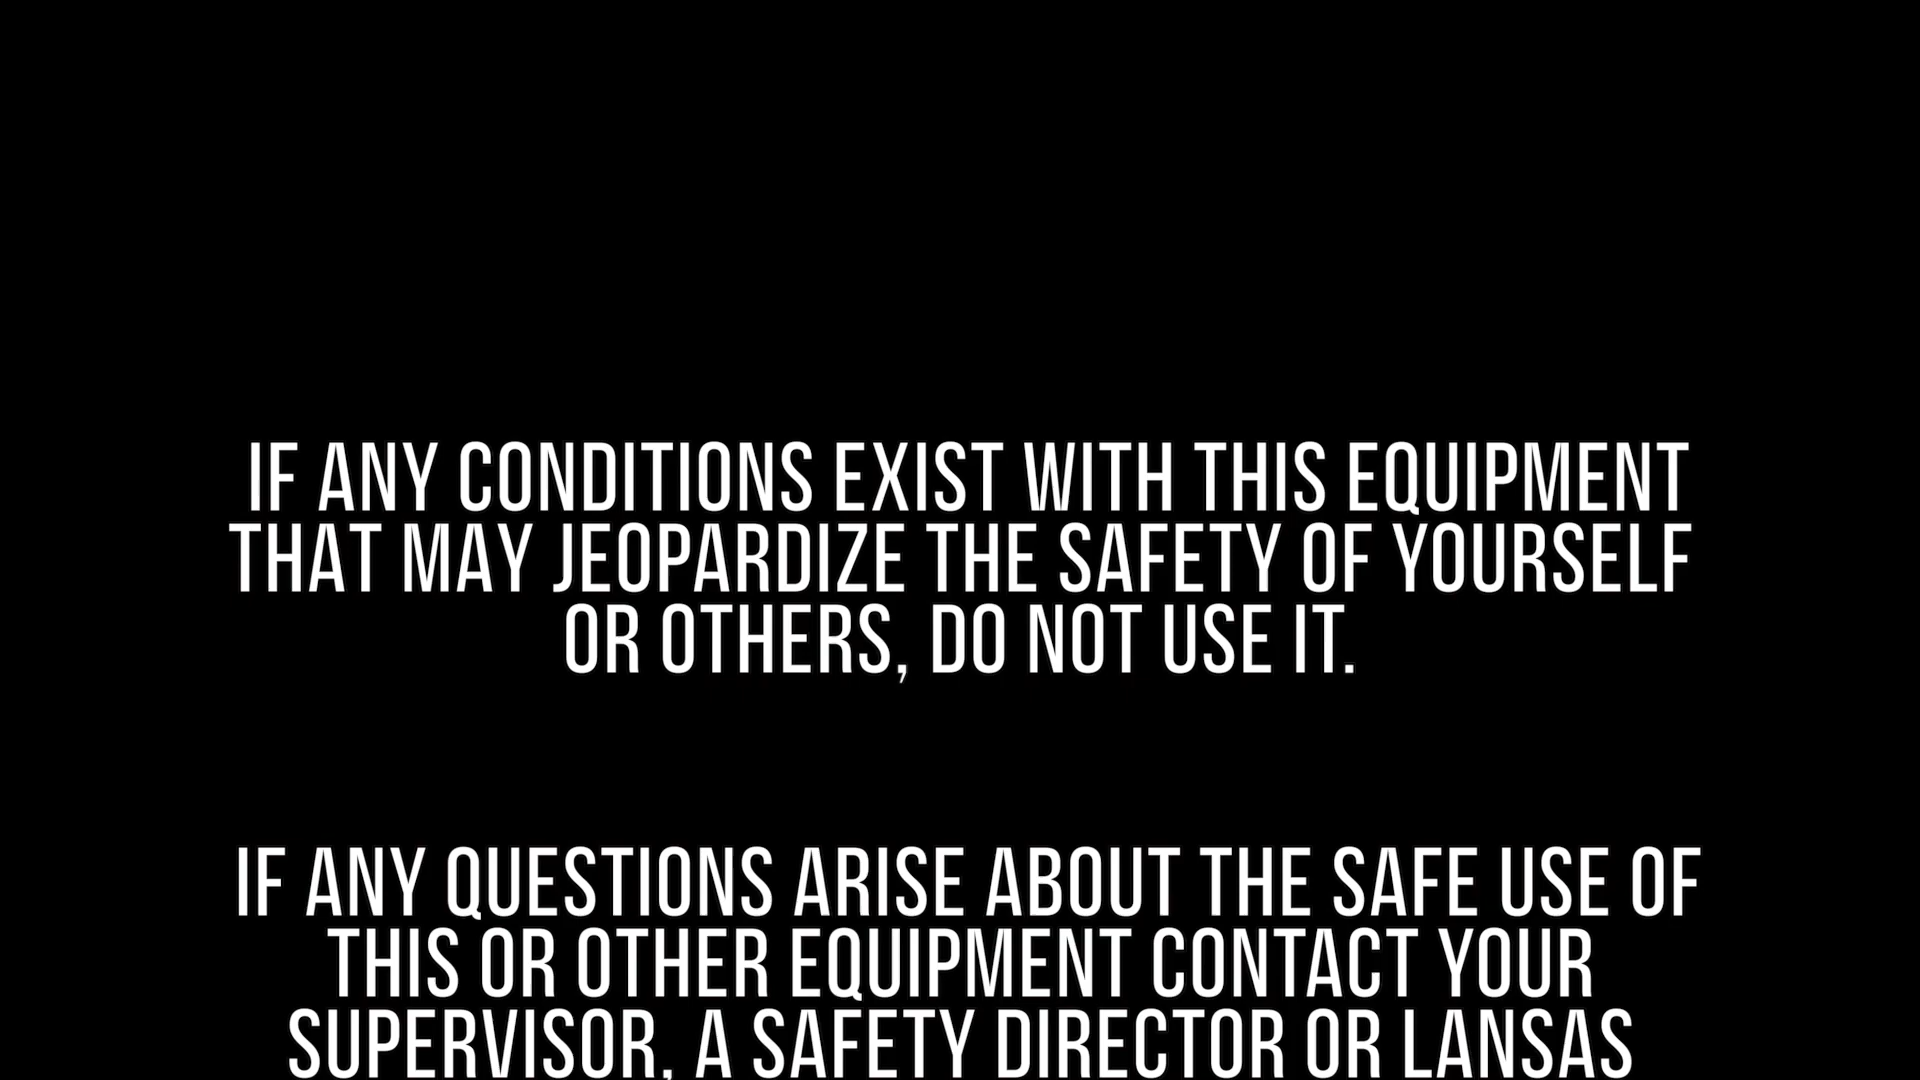 IF ANY CONDITIONS EXIST WITH THIS EQUIPMENT
THAT MAY JEOPARDIZE THE SAFETY OF YOURSELF
OR OTHERS, DO NOT USE IT.
IF ANY QUESTIONS ARISE ABOUT THE SAFE USE OF
THIS OR OTHER EQUIPMENT CONTACT YOUR
SUPERVISOR, A SAFETY DIRECTOR OR LANSAS